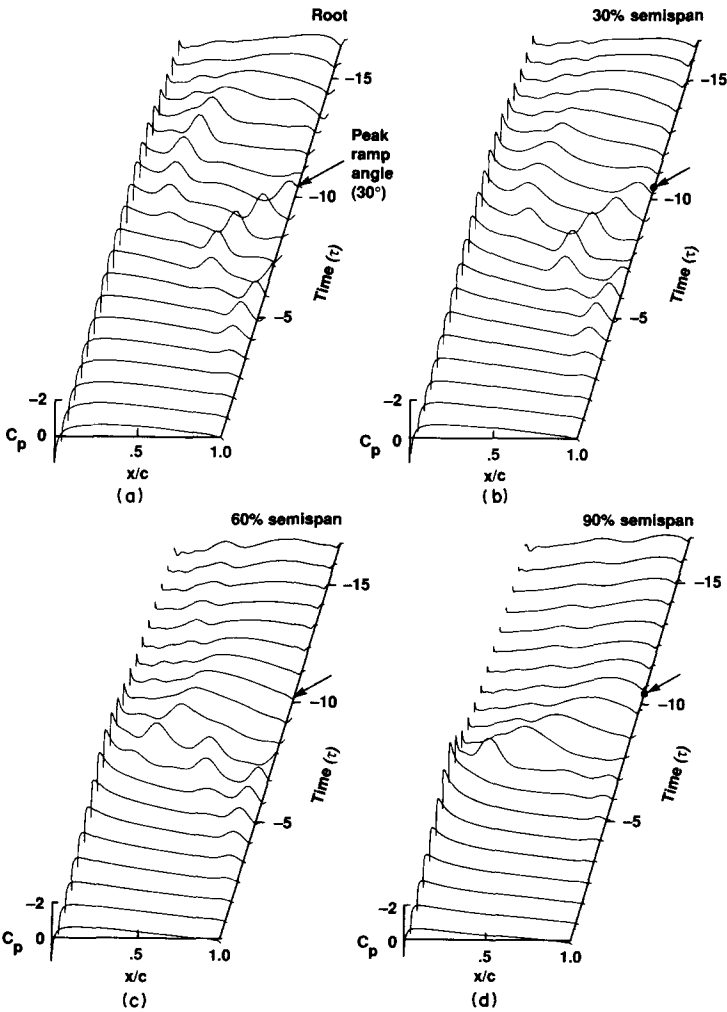 Root
-15
Peak
ramp
angle
(30°)
-10
Time (τ)
-5
-2
Cp
0
.5
1.0
x/c
(a)
30% semispan
-15
-10
Time (τ)
-5
-2
Cp
0
.5
1.0
x/c
(b)
60% semispan
-15
-10
Time (τ)
-5
-2
Cp
0
.5
1.0
x/c
(c)
90% semispan
-15
-10
Time (τ)
-5
-2
Cp
0
.5
1.0
x/c
(d)